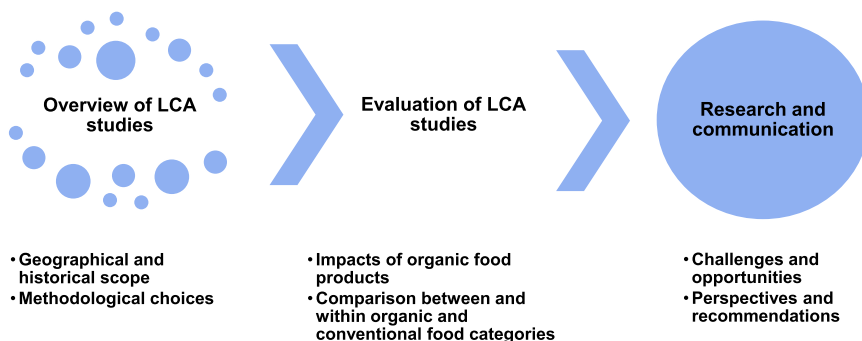 Overview of LCA
studies
Evaluation of LCA
studies
Research and
communication
• Geographical and
historical scope
• Methodological choices
• Impacts of organic food
products
• Comparison between and
within organic and
conventional food categories
• Challenges and
opportunities
• Perspectives and
recommendations